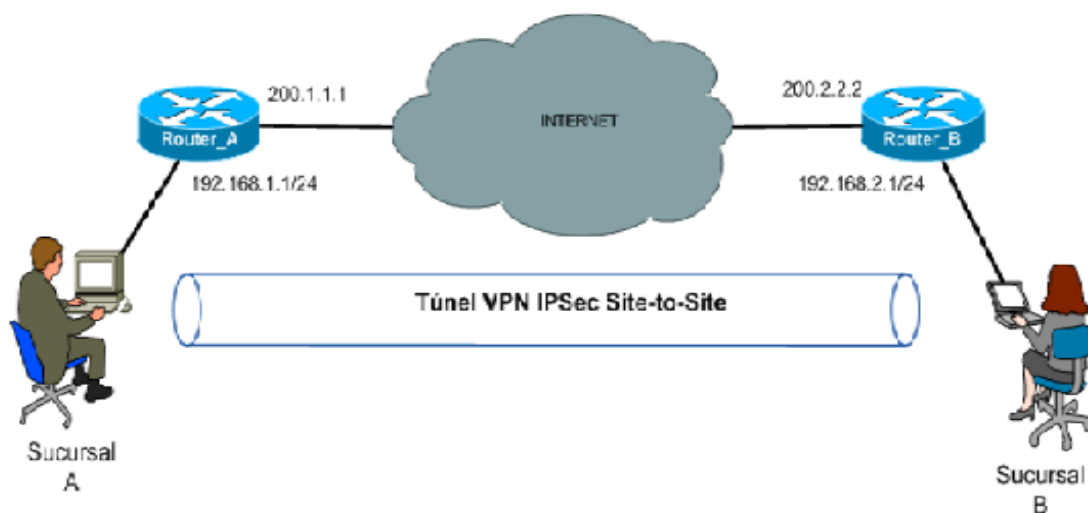 200.1.1.1
INTERNET
200.2.2.2
Router_A
Router_B
192.168.1.1/24
192.168.2.1/24
Túnel VPN IPSec Site-to-Site
Sucursal
A
Sucursal
B